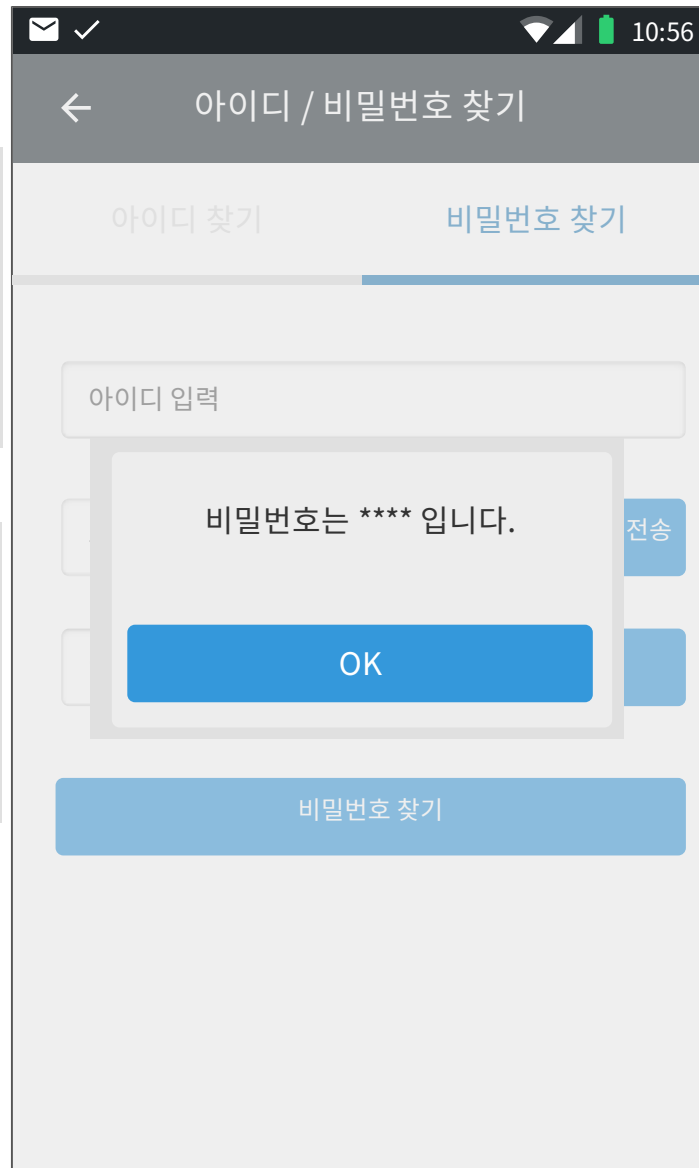 10:56
아이디 / 비밀번호 찾기
아이디 찾기
비밀번호 찾기
아이디 입력
비밀번호는 **** 입니다.
전송
OK
비밀번호 찾기